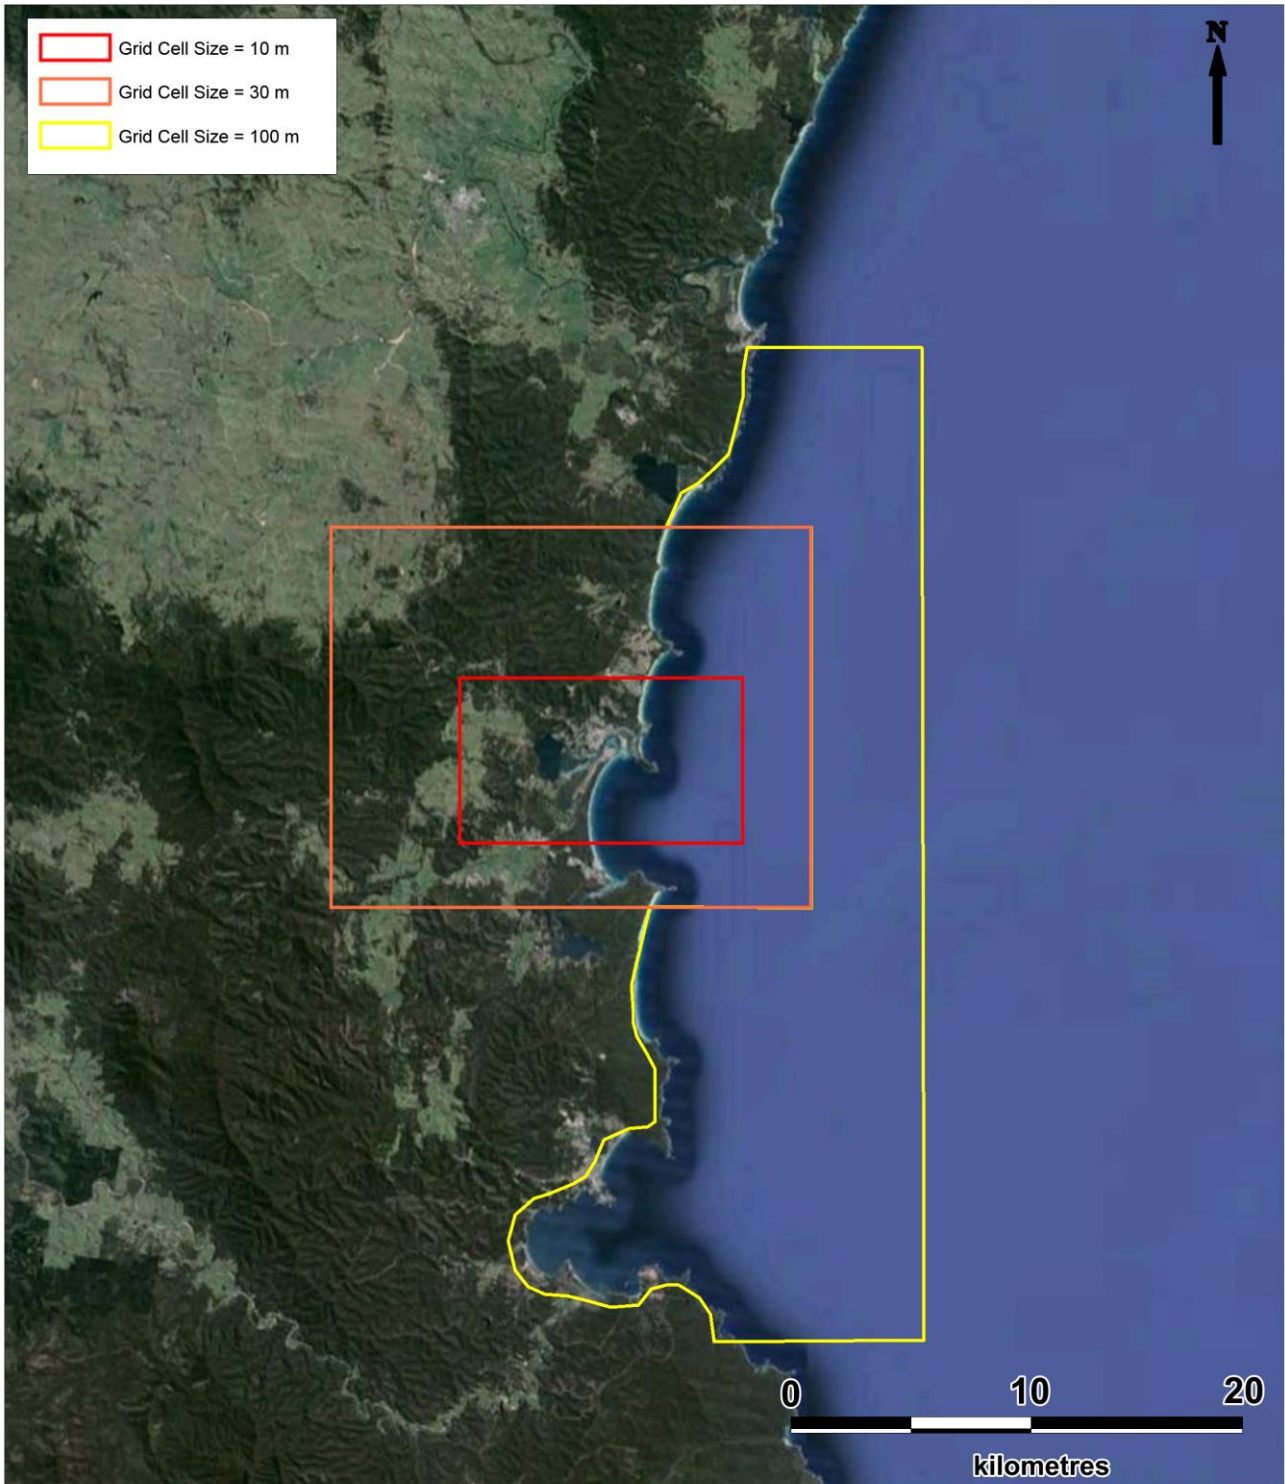 Grid Cell Size = 10 m
Grid Cell Size = 30 m
Grid Cell Size = 100 m
N
0 10 20
kilometres